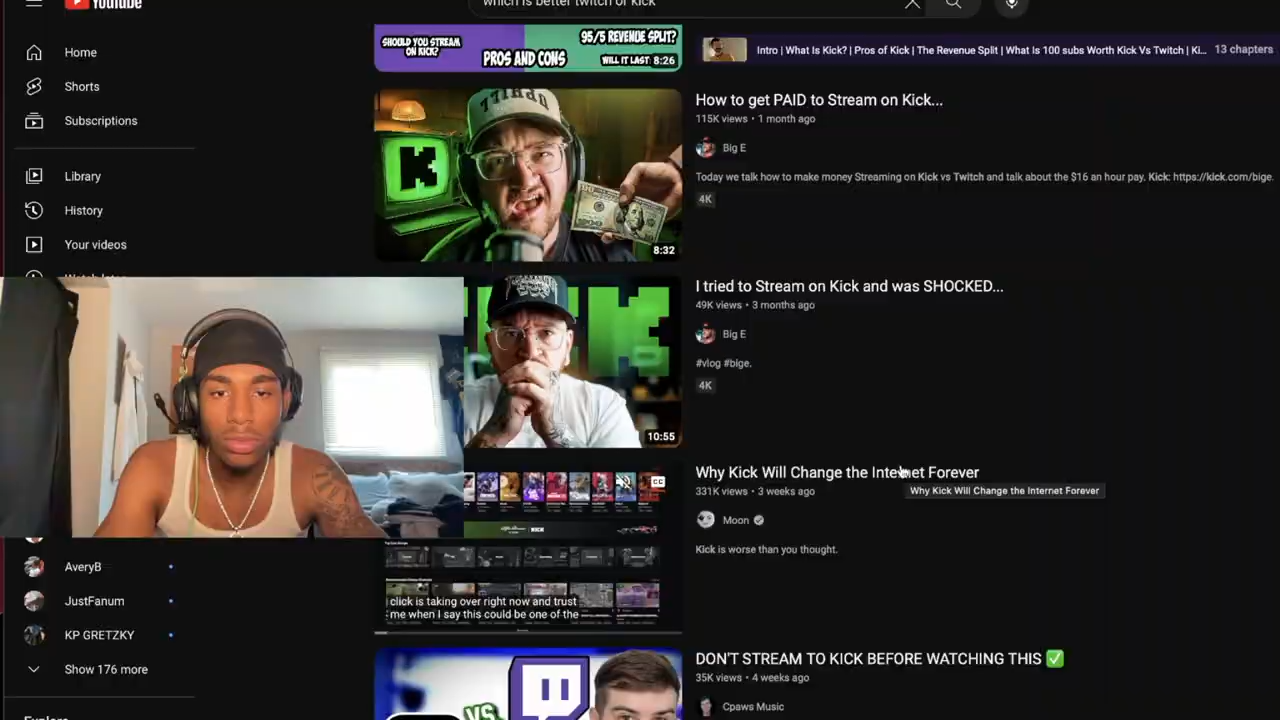 YouTube
which is better twitch or kick
Home
Shorts
Subscriptions
Library
History
Your videos
AveryB
JustFanum
KP GRETZKY
Show 176 more
SHOULD YOU STREAM
ON KICK?
PROS AND CONS
95/5 REVENUE SPLIT?
WILL IT LAST
8:26
Intro | What Is Kick? | Pros of Kick | The Revenue Split | What Is 100 subs Worth Kick Vs Twitch | Ki...
13 chapters
K
8:32
How to get PAID to Stream on Kick...
115K views • 1 month ago
Big E
Today we talk how to make money Streaming on Kick vs Twitch and talk about the $16 an hour pay. Kick: https://kick.com/bige.
4K
10:55
I tried to Stream on Kick and was SHOCKED...
49K views • 3 months ago
Big E
#vlog #bige.
4K
CC
KICK
click is taking over right now and trust
me when I say this could be one of the
Why Kick Will Change the Internet Forever
331K views • 3 weeks ago
Why Kick Will Change the Internet Forever
Moon
Kick is worse than you thought.
VS
DON'T STREAM TO KICK BEFORE WATCHING THIS ✅
35K views • 4 weeks ago
Cpaws Music